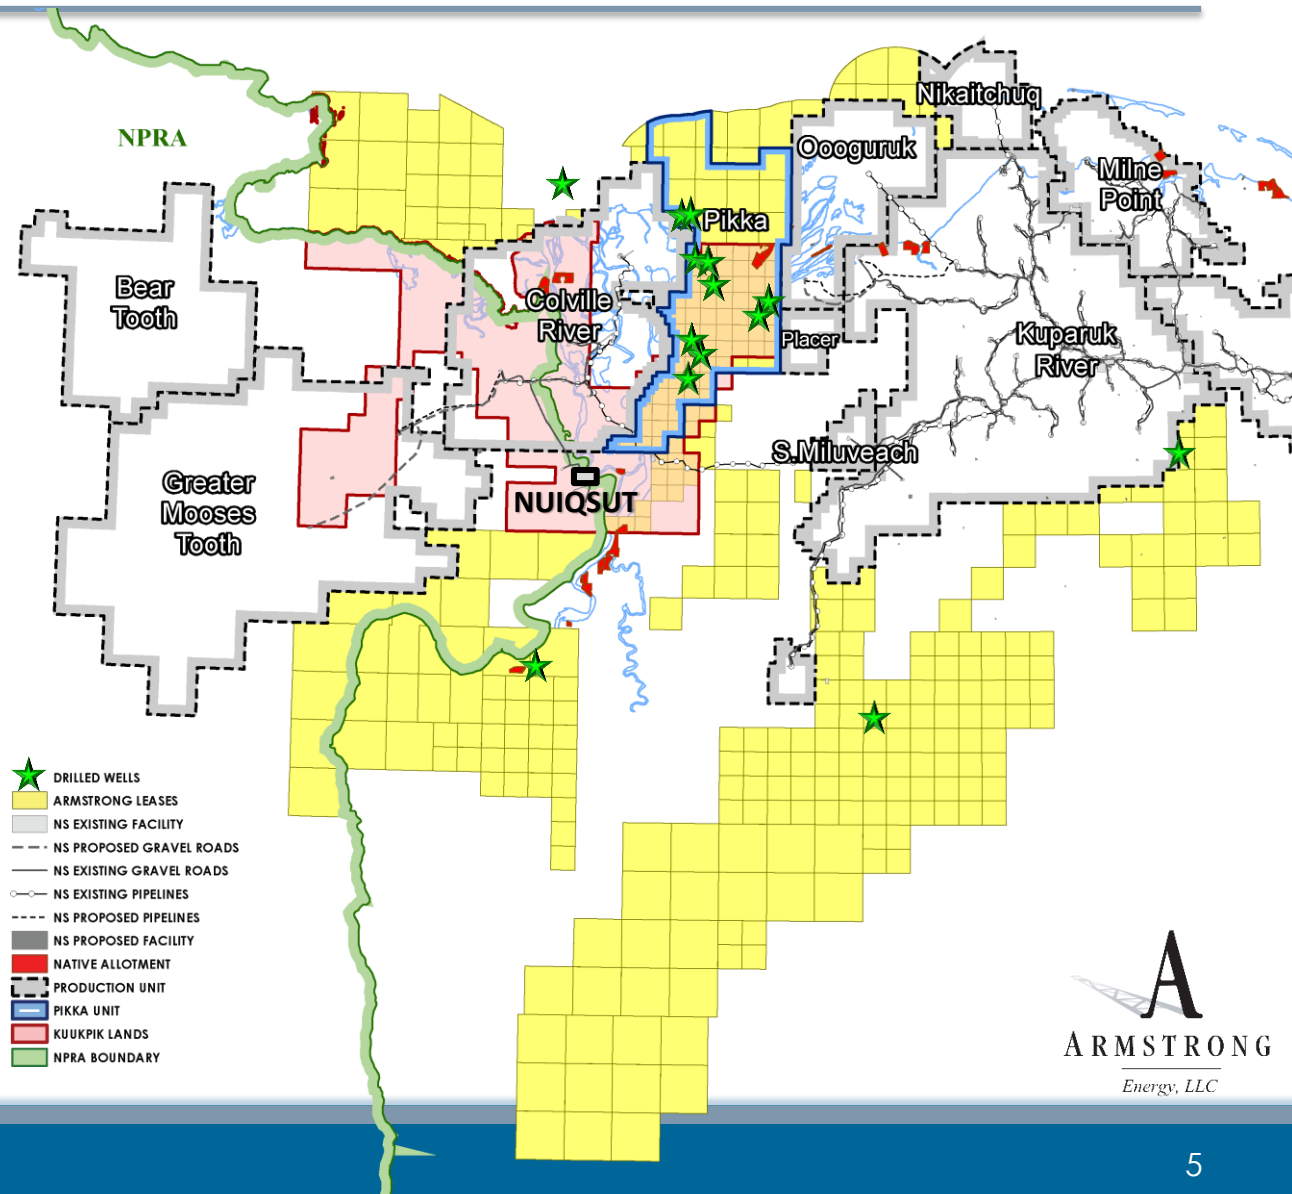 NPRA
Nikaitchuq
Oooguruk
Milne
Point
Pikka
Bear
Tooth
Colville
River
Placer
Kuparuk
River
S.Miluveach
Greater
Mooses
Tooth
NUIQSUT
DRILLED WELLS
ARMSTRONG LEASES
NS EXISTING FACILITY
NS PROPOSED GRAVEL ROADS
NS EXISTING GRAVEL ROADS
NS EXISTING PIPELINES
NS PROPOSED PIPELINES
NS PROPOSED FACILITY
NATIVE ALLOTMENT
PRODUCTION UNIT
PIKKA UNIT
KUUKPIK LANDS
NPRA BOUNDARY
A
ARMSTRONG
Energy, LLC
5